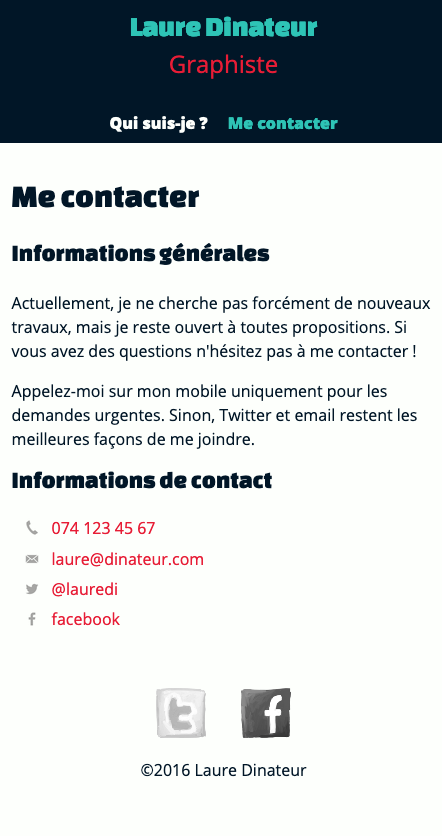 Laure Dinateur
Graphiste
Qui suis-je ? Me contacter
Me contacter
Informations générales
Actuellement, je ne cherche pas forcément de nouveaux
travaux, mais je reste ouvert à toutes propositions. Si
vous avez des questions n'hésitez pas à me contacter !
Appelez-moi sur mon mobile uniquement pour les
demandes urgentes. Sinon, Twitter et email restent les
meilleures façons de me joindre.
Informations de contact
074 123 45 67
laure@dinateur.com
@lauredi
facebook
©2016 Laure Dinateur